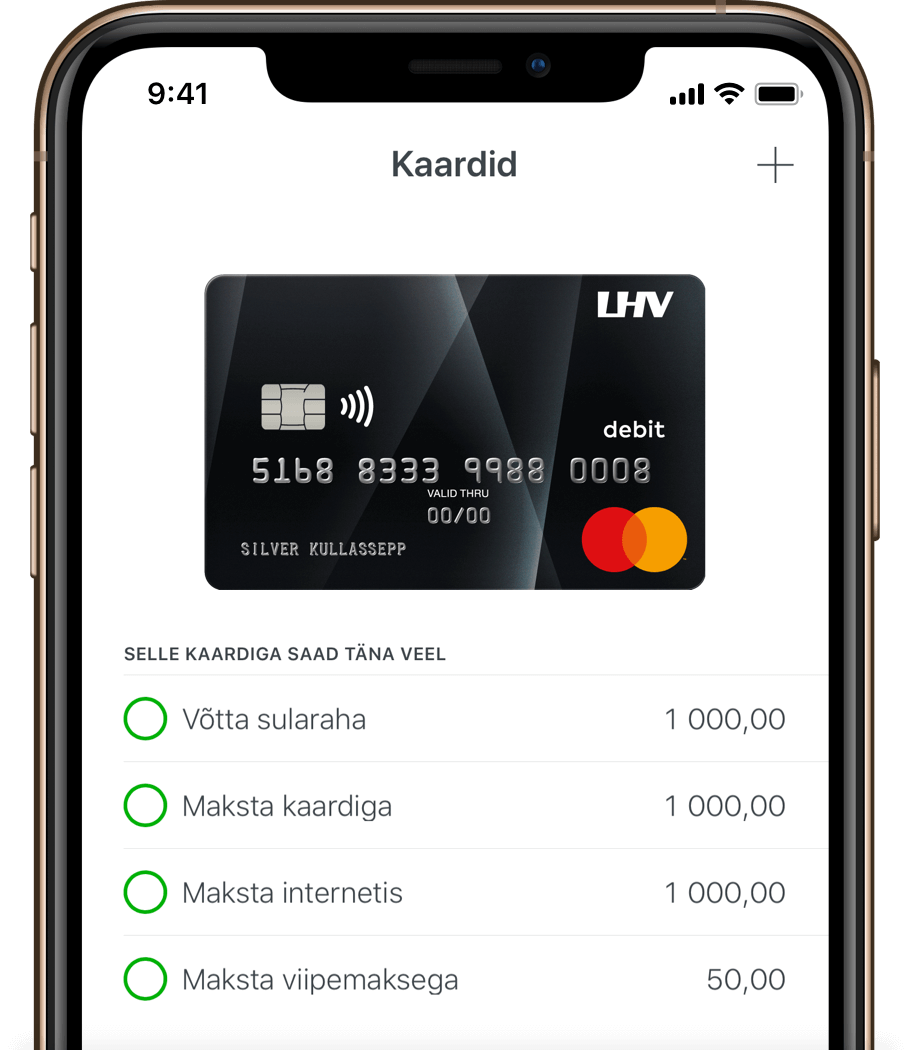 9:41
Kaardid
LHV
debit
5168 8333 9988 0008
VALID THRU
00/00
SILVER KULLASSEPP
SELLE KAARDIGA SAAD TÄNA VEEL
Võtta sularaha 1 000,00
Maksta kaardiga 1 000,00
Maksta internetis 1 000,00
Maksta viipemaksega 50,00